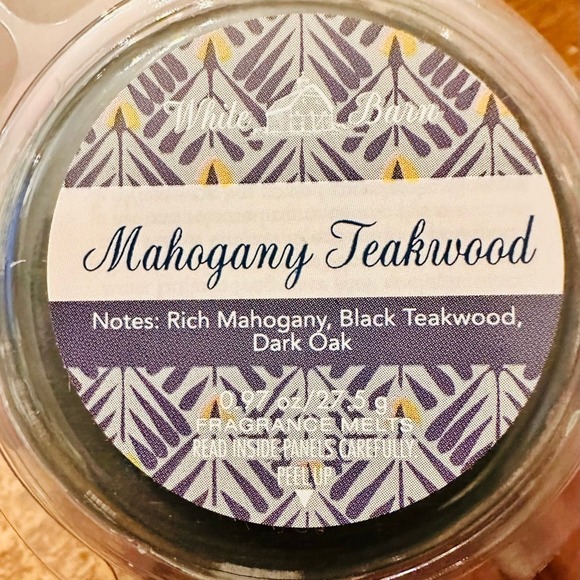 White Barn
Mahogany Teakwood
Notes: Rich Mahogany, Black Teakwood,
Dark Oak
0.97 oz/27.5 g
FRAGRANCE MELTS
READ INSIDE PANELS CAREFULLY.
PEEL UP